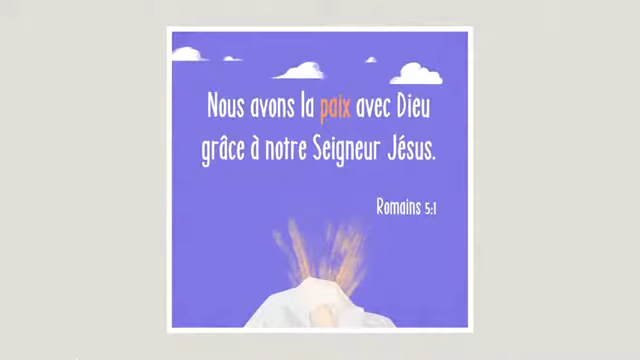 Nous avons la paix avec Dieu
grâce à notre Seigneur Jésus.
Romains 5:1